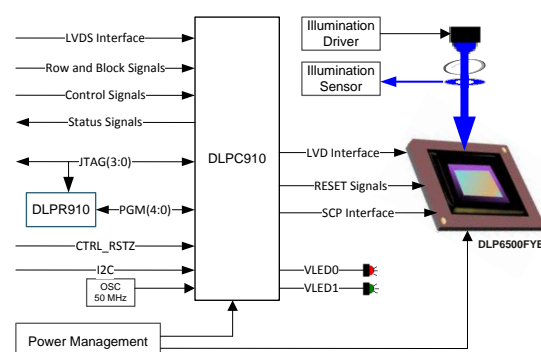 Illumination
Driver
LVDS Interface
Illumination
Sensor
Row and Block Signals
Control Signals
Status Signals
DLPC910
LVD Interface
JTAG(3:0)
RESET Signals
DLPR910
PGM(4:0)
SCP Interface
DLP6500FYE
CTRL_RSTZ
I2C
VLED0
OSC
50 MHz
VLED1
Power Management